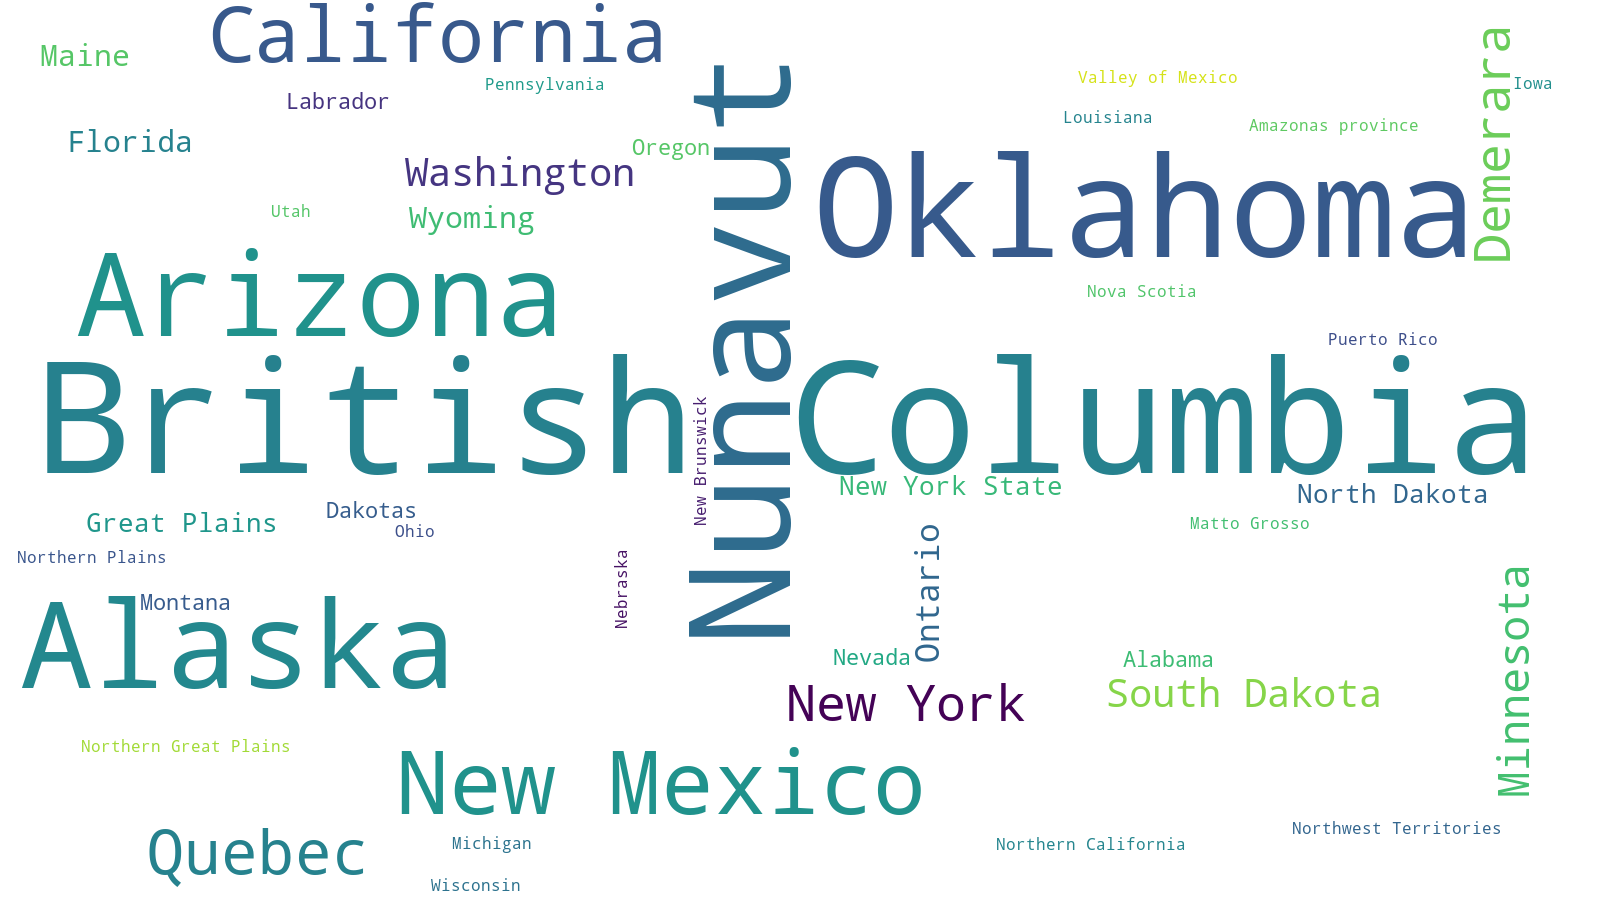 California
Maine
Pennsylvania
Labrador
Florida
Washington
Oregon
Wyoming
Utah
Arizona
Nunavut
Valley of Mexico
Louisiana
Amazonas province
Demerara
Iowa
Oklahoma
Nova Scotia
Puerto Rico
British Columbia
New Brunswick
New York State
North Dakota
Great Plains
Dakotas
Ohio
Matto Grosso
Northern Plains
Nebraska
Ontario
Montana
Alaska
Minnesota
Nevada
Alabama
New York
South Dakota
Northern Great Plains
New Mexico
Quebec
Michigan
Northern California
Northwest Territories
Wisconsin